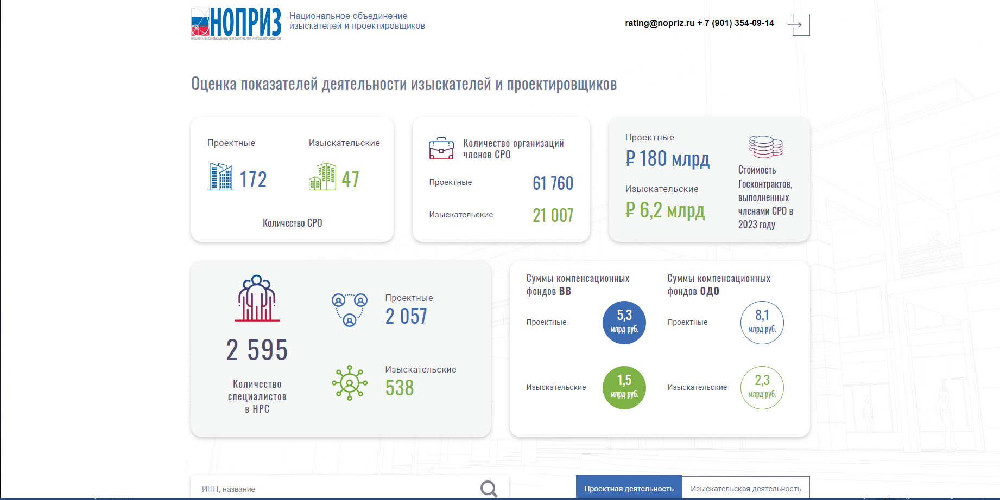 НОПРИЗ
НАЦИОНАЛЬНОЕ ОБЪЕДИНЕНИЕ ИЗЫСКАТЕЛЕЙ И ПРОЕКТИРОВЩИКОВ
Национальное объединение
изыскателей и проектировщиков
rating@nopriz.ru + 7 (901) 354-09-14
Оценка показателей деятельности изыскателей и проектировщиков
Проектные
172
Изыскательские
47
Количество СРО
Количество организаций
членов СРО
Проектные 61 760
Изыскательские 21 007
Проектные
₽ 180 млрд
Изыскательские
₽ 6,2 млрд
Стоимость
Госконтрактов,
выполненных
членами СРО в
2023 году
2 595
Количество
специалистов
в НРС
Проектные
2 057
Изыскательские
538
Суммы компенсационных
фондов ВВ
Проектные
5,3
млрд руб.
Изыскательские
1,5
млрд руб.
Суммы компенсационных
фондов ОДО
Проектные
8,1
млрд руб.
Изыскательские
2,3
млрд руб.
ИНН, название
Проектная деятельность
Изыскательская деятельность